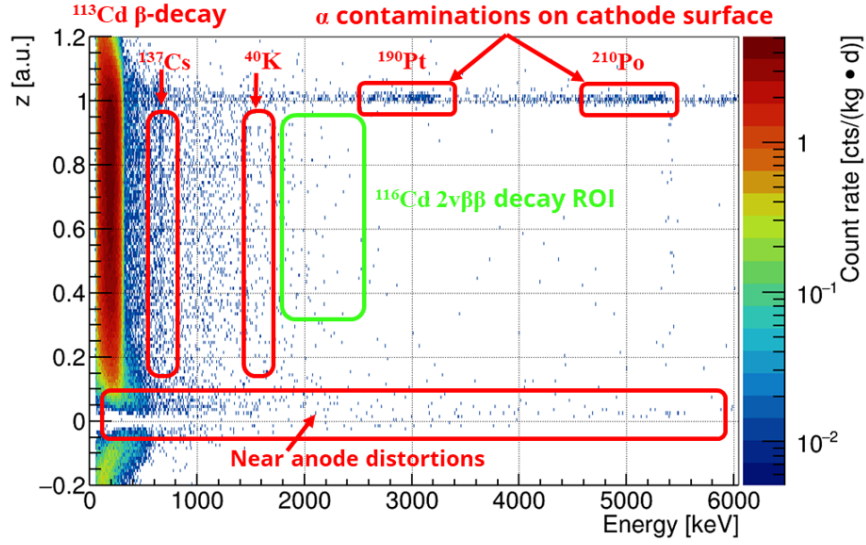 ¹¹³Cd β-decay
α contaminations on cathode surface
¹³⁷Cs
⁴⁰K
¹⁹⁰Pt
²¹⁰Po
¹¹⁶Cd 2νββ decay ROI
Near anode distortions
z [a.u.]
1.2
1
0.8
0.6
0.4
0.2
0
−0.2
0 1000 2000 3000 4000 5000 6000
Energy [keV]
1
10⁻¹
10⁻²
Count rate [cts/(kg • d)]